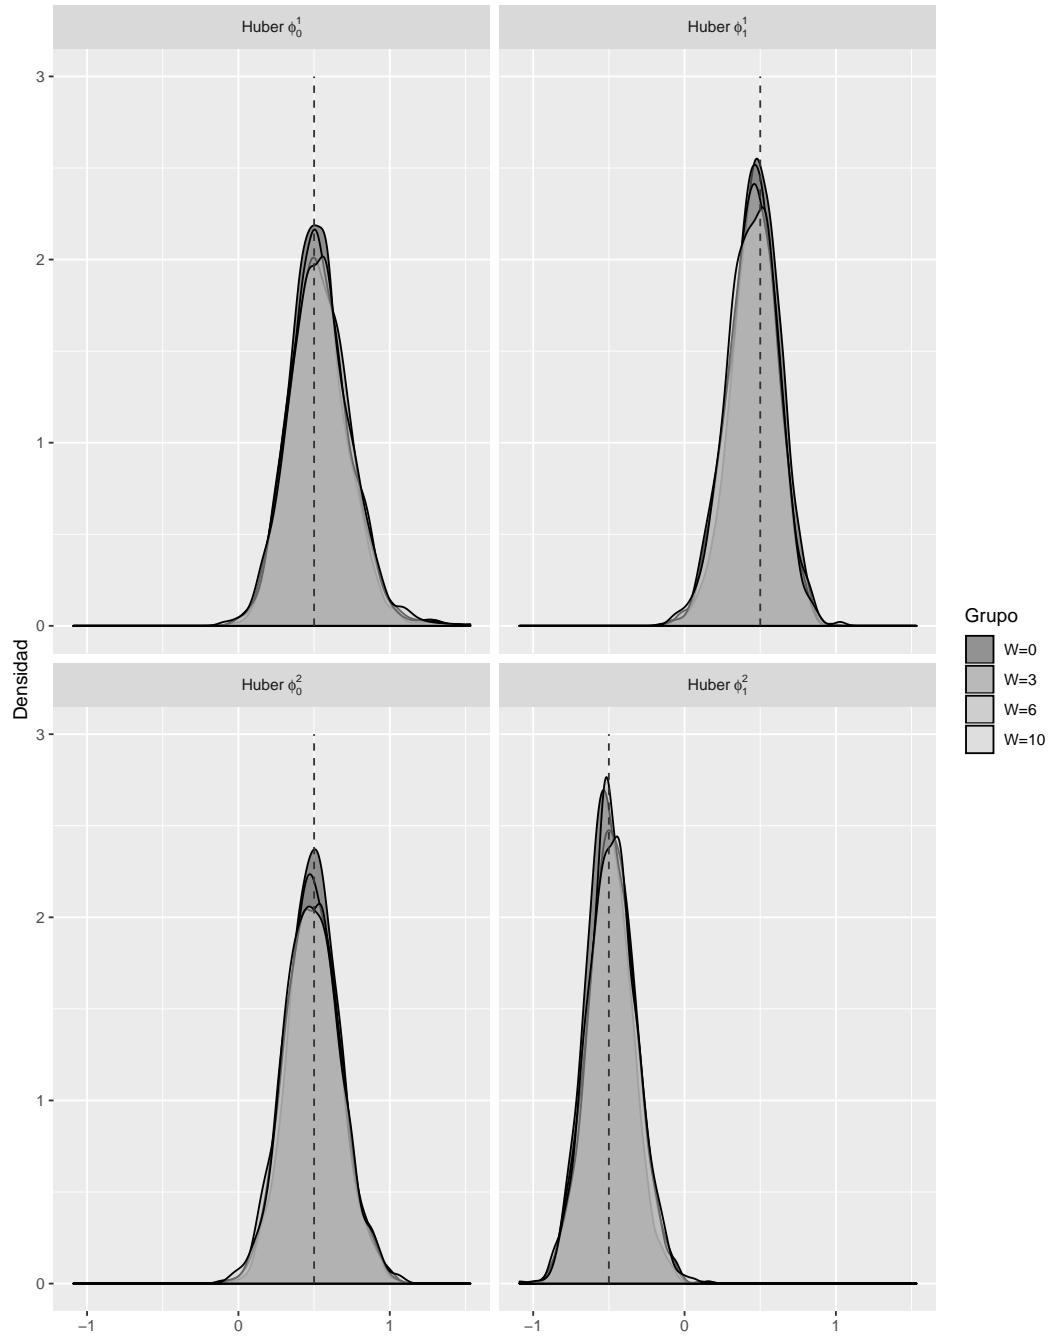 Huber ϕ₀¹
Huber ϕ₁¹
3
2
1
0
Densidad
Huber ϕ₀²
Huber ϕ₁²
3
2
1
0
−1
0
1
−1
0
1
Grupo
W=0
W=3
W=6
W=10